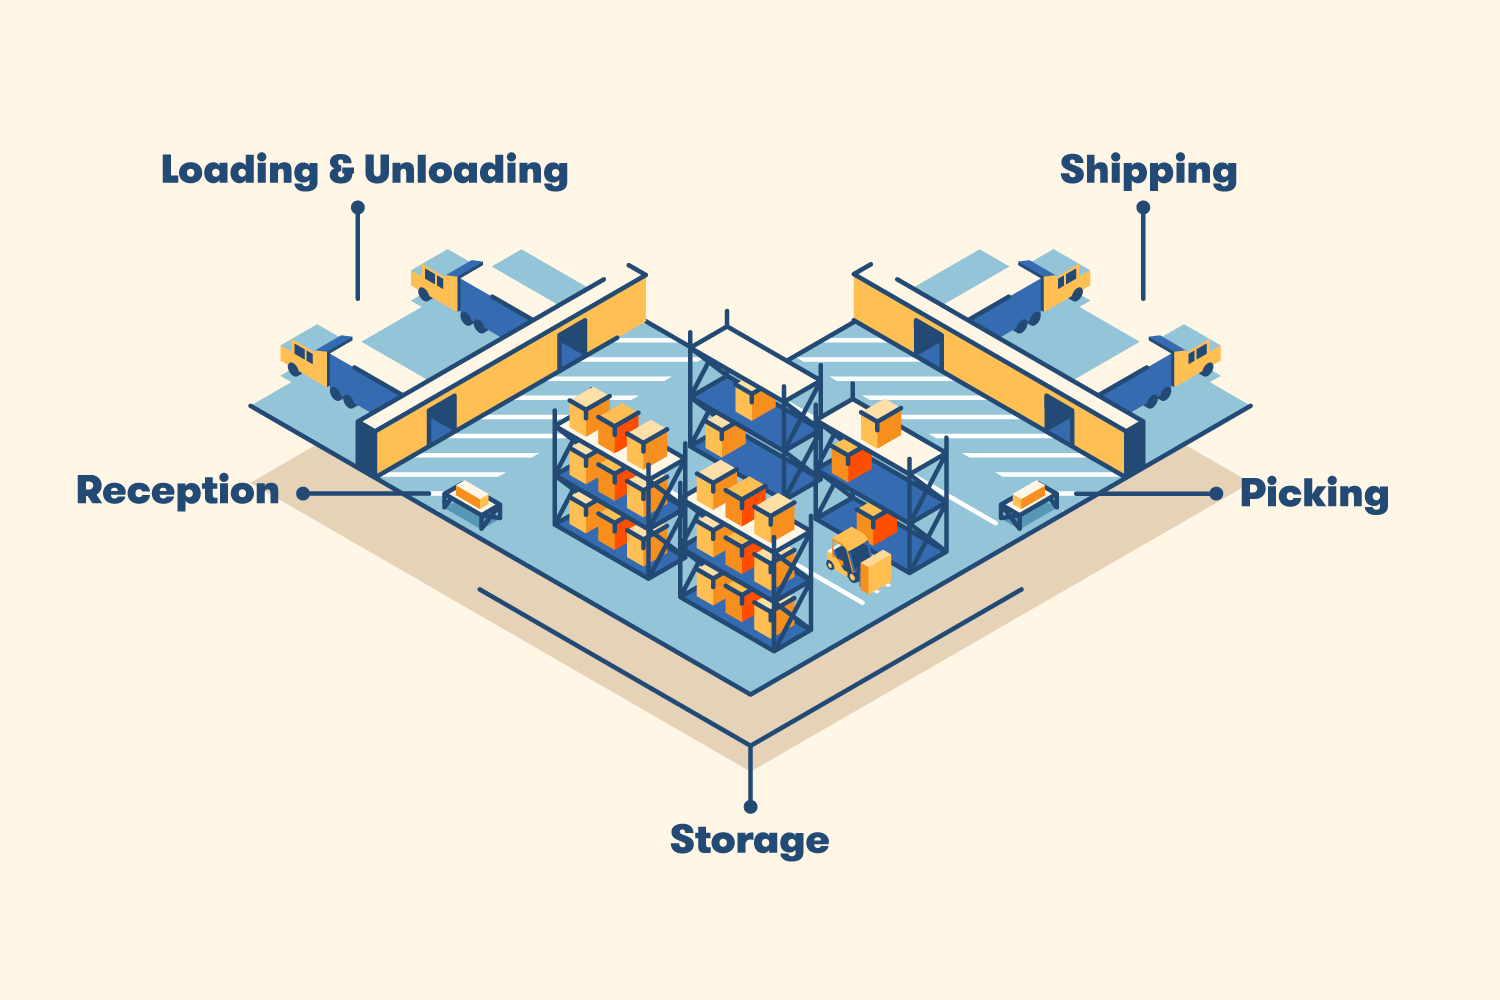 Loading & Unloading
Shipping
Reception
Picking
Storage